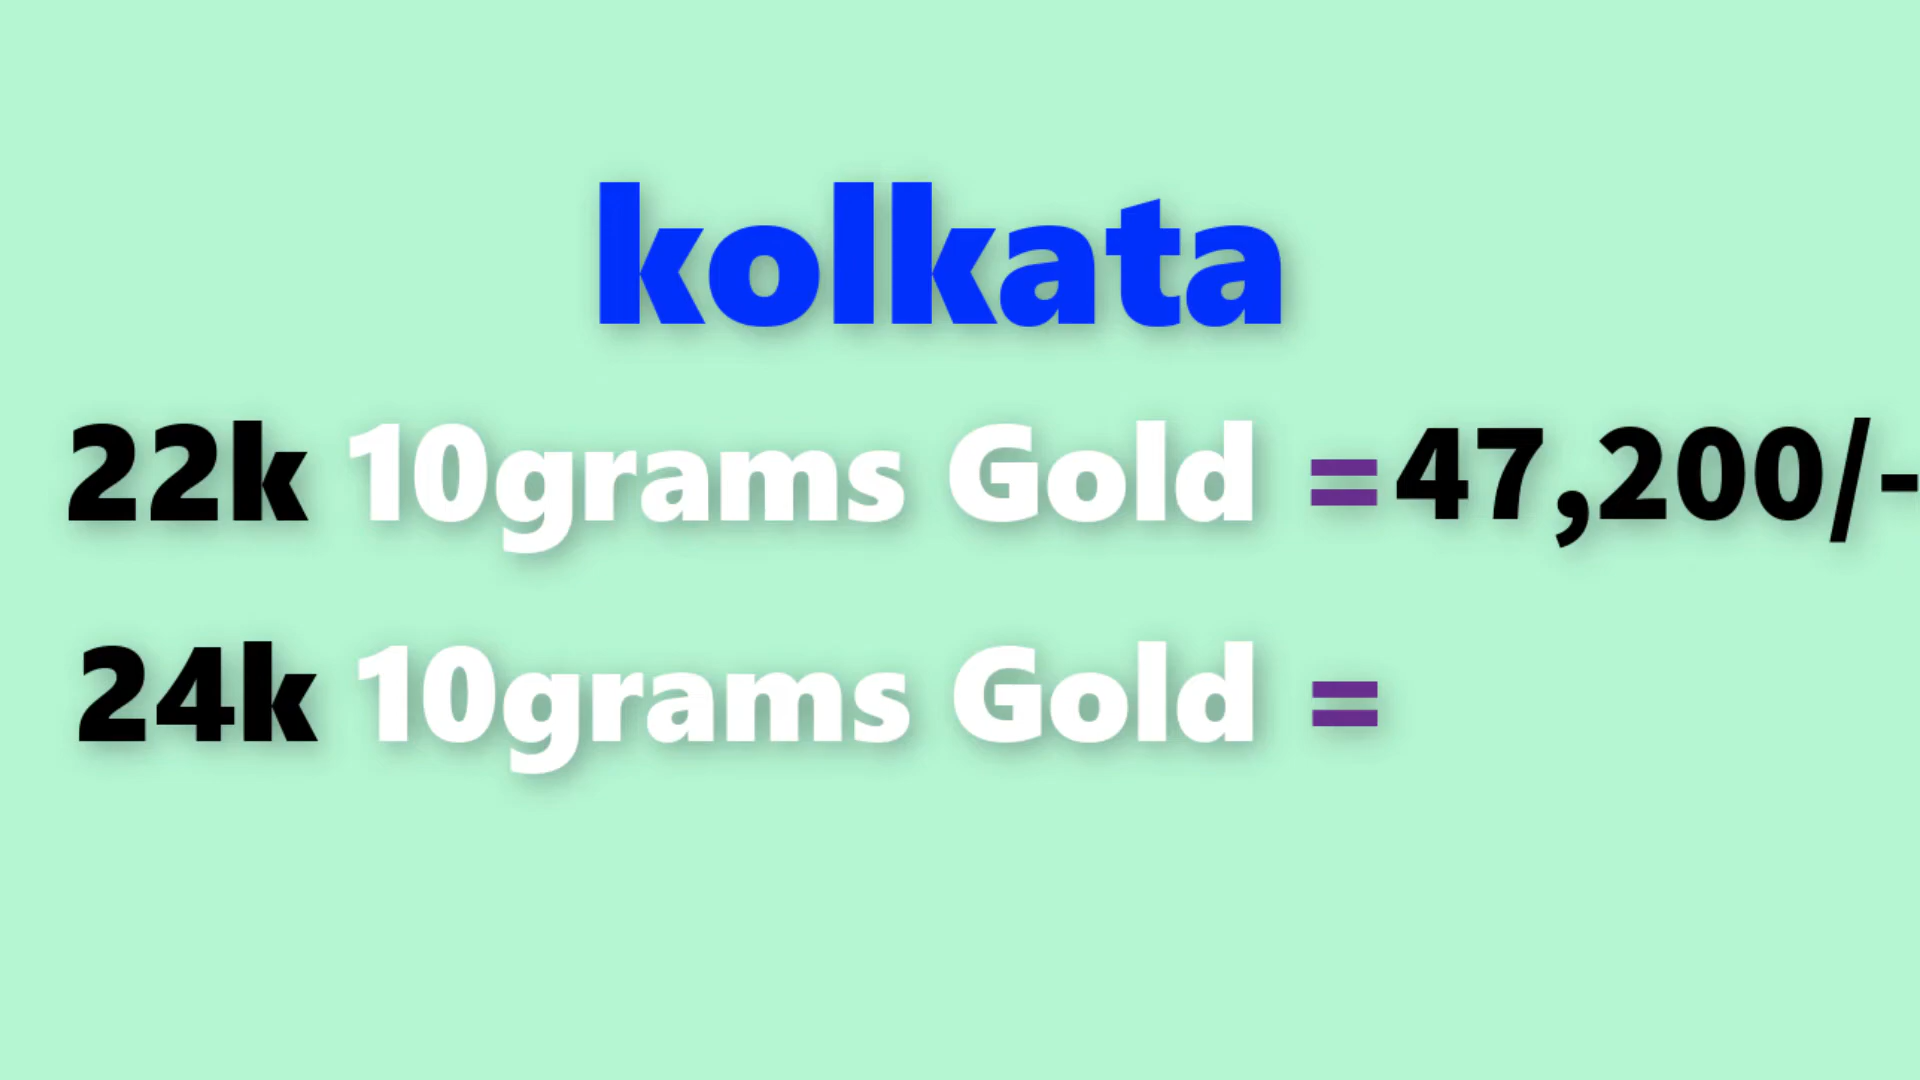 kolkata
22k 10grams Gold =47,200/-
24k 10grams Gold =